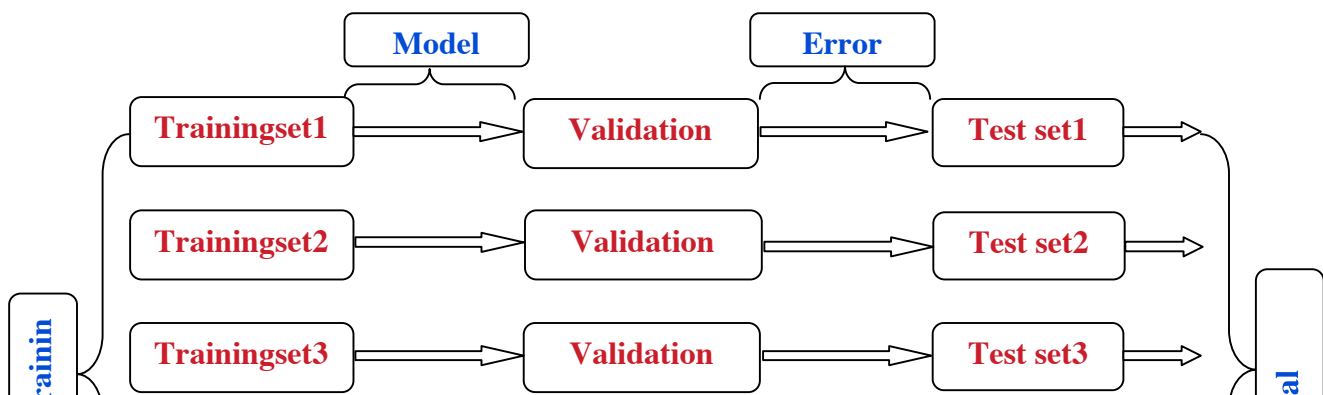 Model
Error
Trainingset1
Validation
Test set1
Trainingset2
Validation
Test set2
Trainingset3
Validation
Test set3